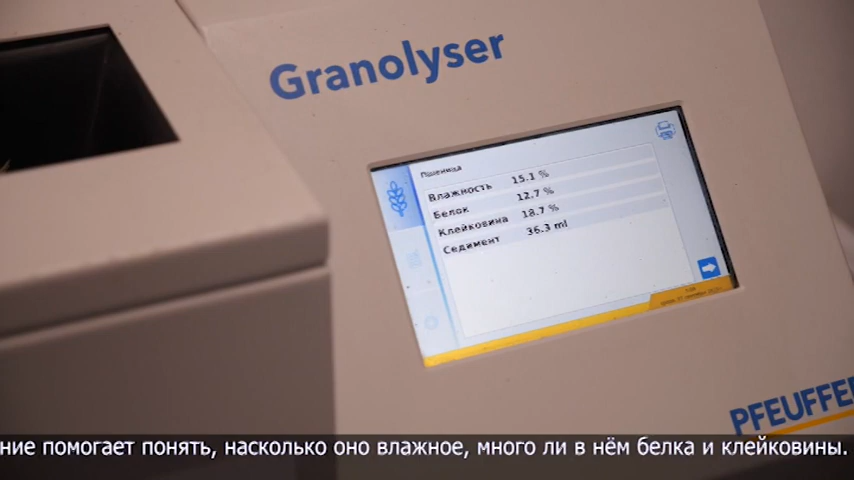 Granolyser
Пшеница
Влажность 15.1 %
Белок 12.7 %
Клейковина 18.7 %
Седимент 36.3 ml
PFEUFFE
ние помогает понять, насколько оно влажное, много ли в нём белка и клейковины.